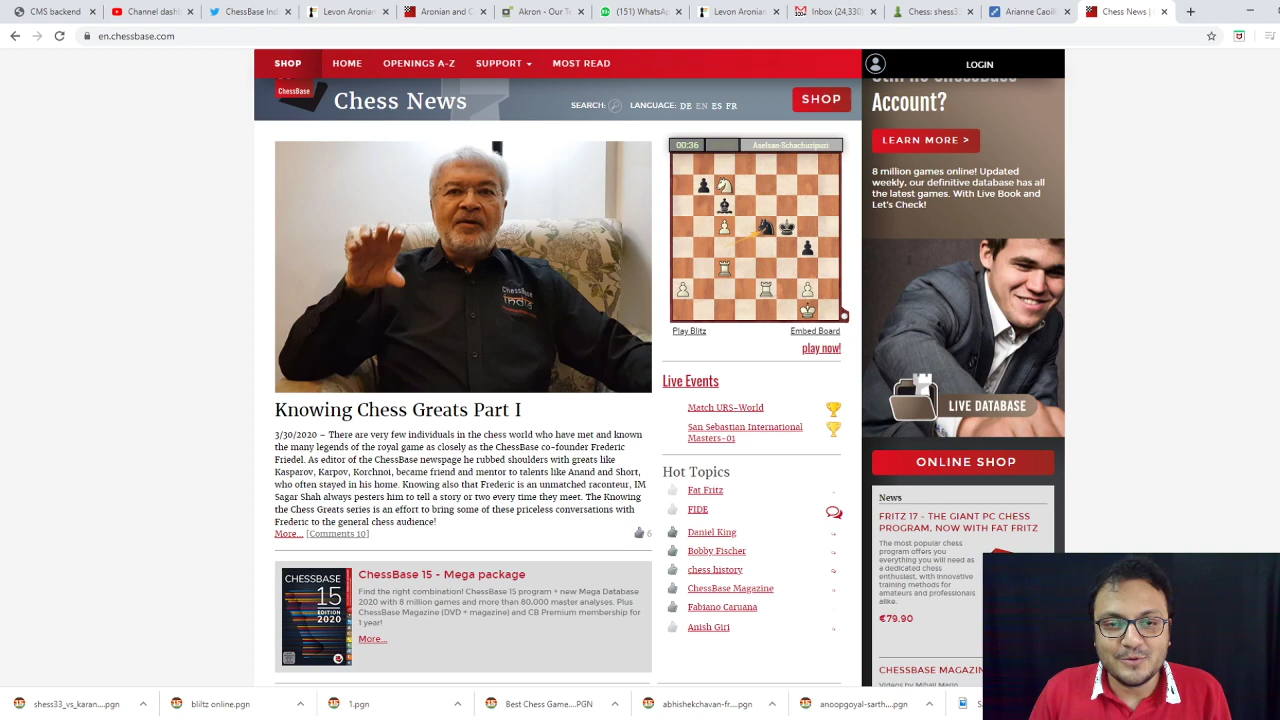 CMS backend
Channel dashb
ChessBase Ind
Levon Aronian
Aronian and C
Akron - Our Te
(151) WhatsAp
Levon Aronian
Inbox (24,330)
Chess: shess33
Arianne Caoil
Chess News |
en.chessbase.com
SHOP
HOME
OPENINGS A-Z
SUPPORT
MOST READ
LOGIN
ChessBase
Chess News
SEARCH:
LANGUAGE: DE EN ES FR
SHOP
Account?
LEARN MORE >
8 million games online! Updated
weekly, our definitive database has all
the latest games. With Live Book and
Let's Check!
LIVE DATABASE
ONLINE SHOP
News
FRITZ 17 - THE GIANT PC CHESS
PROGRAM, NOW WITH FAT FRITZ
The most popular chess
program offers you
everything you will need as
a dedicated chess
enthusiast, with innovative
training methods for
amateurs and professionals
alike.
€79.90
CHESSBASE MAGAZIN
Videos by Mihail Marin
ChessBase
India
Knowing Chess Greats Part I
3/30/2020 – There are very few individuals in the chess world who have met and known
the many legends of the royal game as closely as the ChessBase co-founder Frederic
Friedel. As editor of the ChessBase newspage he rubbed shoulders with greats like
Kasparov, Karpov, Korchnoi, became friend and mentor to talents like Anand and Short,
who often stayed in his home. Knowing also that Frederic is an unmatched raconteur, IM
Sagar Shah always pesters him to tell a story or two every time they meet. The Knowing
the Chess Greats series is an effort to bring some of these priceless conversations with
Frederic to the general chess audience!
More... [Comments 10]
6
CHESSBASE
15
EDITION
2020
ChessBase 15 - Mega package
Find the right combination! ChessBase 15 program + new Mega Database
2020 with 8 million games and more than 80,000 master analyses. Plus
ChessBase Magazine (DVD + magazine) and CB Premium membership for
1 year!
More...
00:36
Aselsan-Schachuzipuzi
Play Blitz
Embed Board
play now!
Live Events
Match URS-World
San Sebastian International
Masters-01
Hot Topics
Fat Fritz
FIDE
Daniel King
Bobby Fischer
chess history
ChessBase Magazine
Fabiano Caruana
Anish Giri
shess33_vs_karan....pgn
bliltz online.pgn
1.pgn
Best Chess Game....PGN
abhishekchavan-fr....pgn
anoopgoyal-sarth....pgn